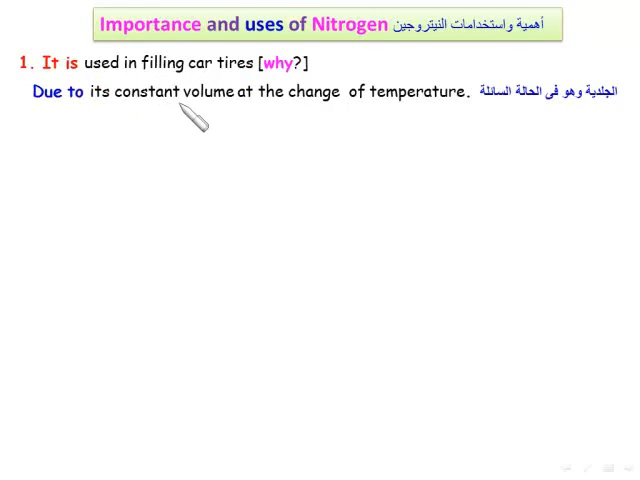 Importance and uses of Nitrogen أهمية واستخدامات النيتروجين
1. It is used in filling car tires [why?]
Due to its constant volume at the change of temperature. الجلدية وهو فى الحالة السائلة